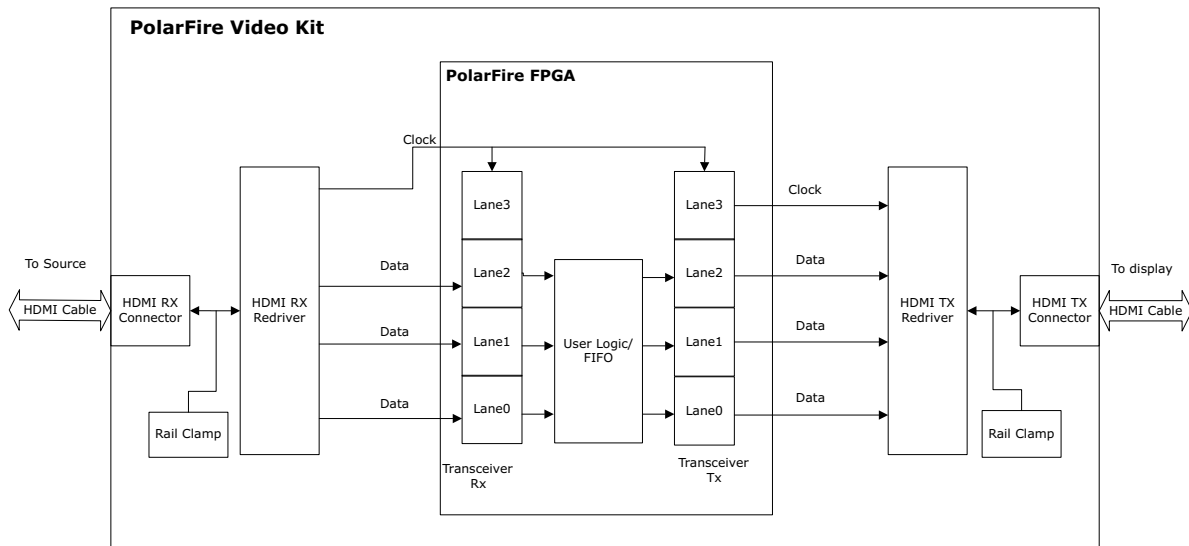 PolarFire Video Kit
PolarFire FPGA
Clock
Lane3
Lane3
Clock
To Source
Data
Lane2
Lane2
Data
To display
HDMI Cable
HDMI RX
Connector
HDMI RX
Redriver
HDMI TX
Redriver
HDMI TX
Connector
HDMI Cable
Data
Lane1
User Logic/
FIFO
Lane1
Data
Data
Lane0
Lane0
Data
Rail Clamp
Rail Clamp
Transceiver
Rx
Transceiver
Tx